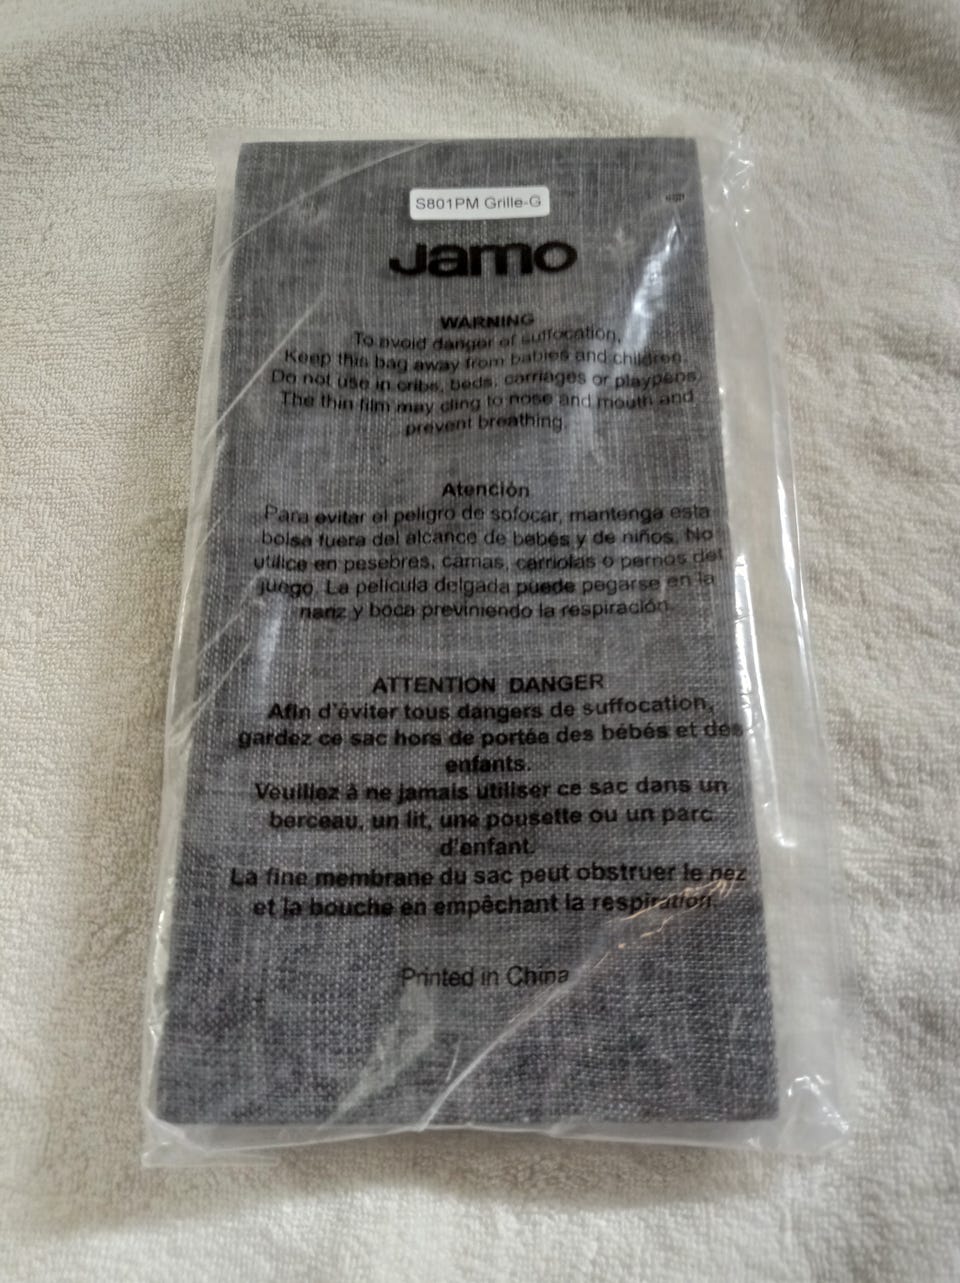 S801PM Grille-G
Jamo
WARNING
To avoid danger of suffocation,
Keep this bag away from babies and children.
Do not use in cribs, beds, carriages or playpens.
The thin film may cling to nose and mouth and
prevent breathing.
Atención
Para evitar el peligro de sofocar, mantenga esta
bolsa fuera del alcance de bebés y de niños. No
utilice en pesebres, camas, carriolas o pernos del
juego. La película delgada puede pegarse en la
nariz y boca previniendo la respiración.
ATTENTION DANGER
Afin d'éviter tous dangers de suffocation,
gardez ce sac hors de portée des bébés et des
enfants.
Veuillez à ne jamais utiliser ce sac dans un
berceau, un lit, une pousette ou un parc
d'enfant.
La fine membrane du sac peut obstruer le nez
et la bouche en empêchant la respiration.
Printed in China